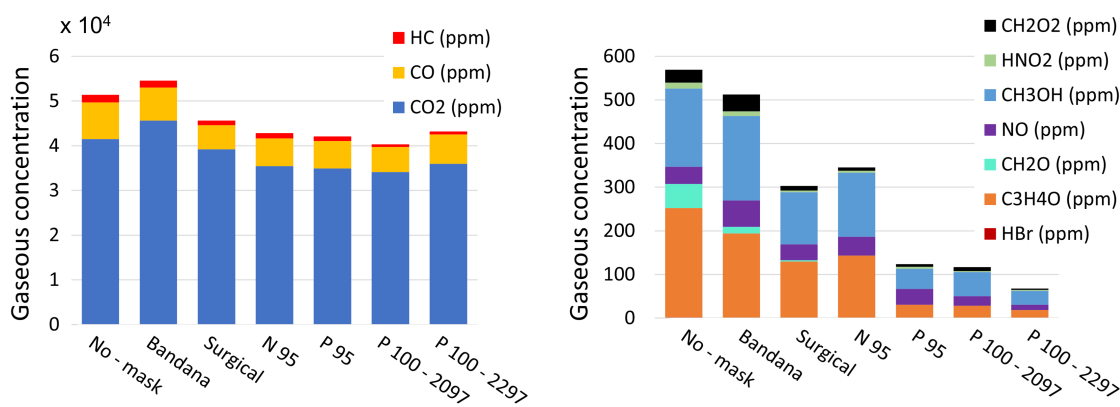 x 10⁴
Gaseous concentration
6
5
4
3
2
1
0
HC (ppm)
CO (ppm)
CO2 (ppm)
No - mask
Bandana
Surgical
N 95
P 95
P 100 - 2097
P 100 - 2297
Gaseous concentration
600
500
400
300
200
100
0
CH2O2 (ppm)
HNO2 (ppm)
CH3OH (ppm)
NO (ppm)
CH2O (ppm)
C3H4O (ppm)
HBr (ppm)
No - mask
Bandana
Surgical
N 95
P 95
P 100 - 2097
P 100 - 2297